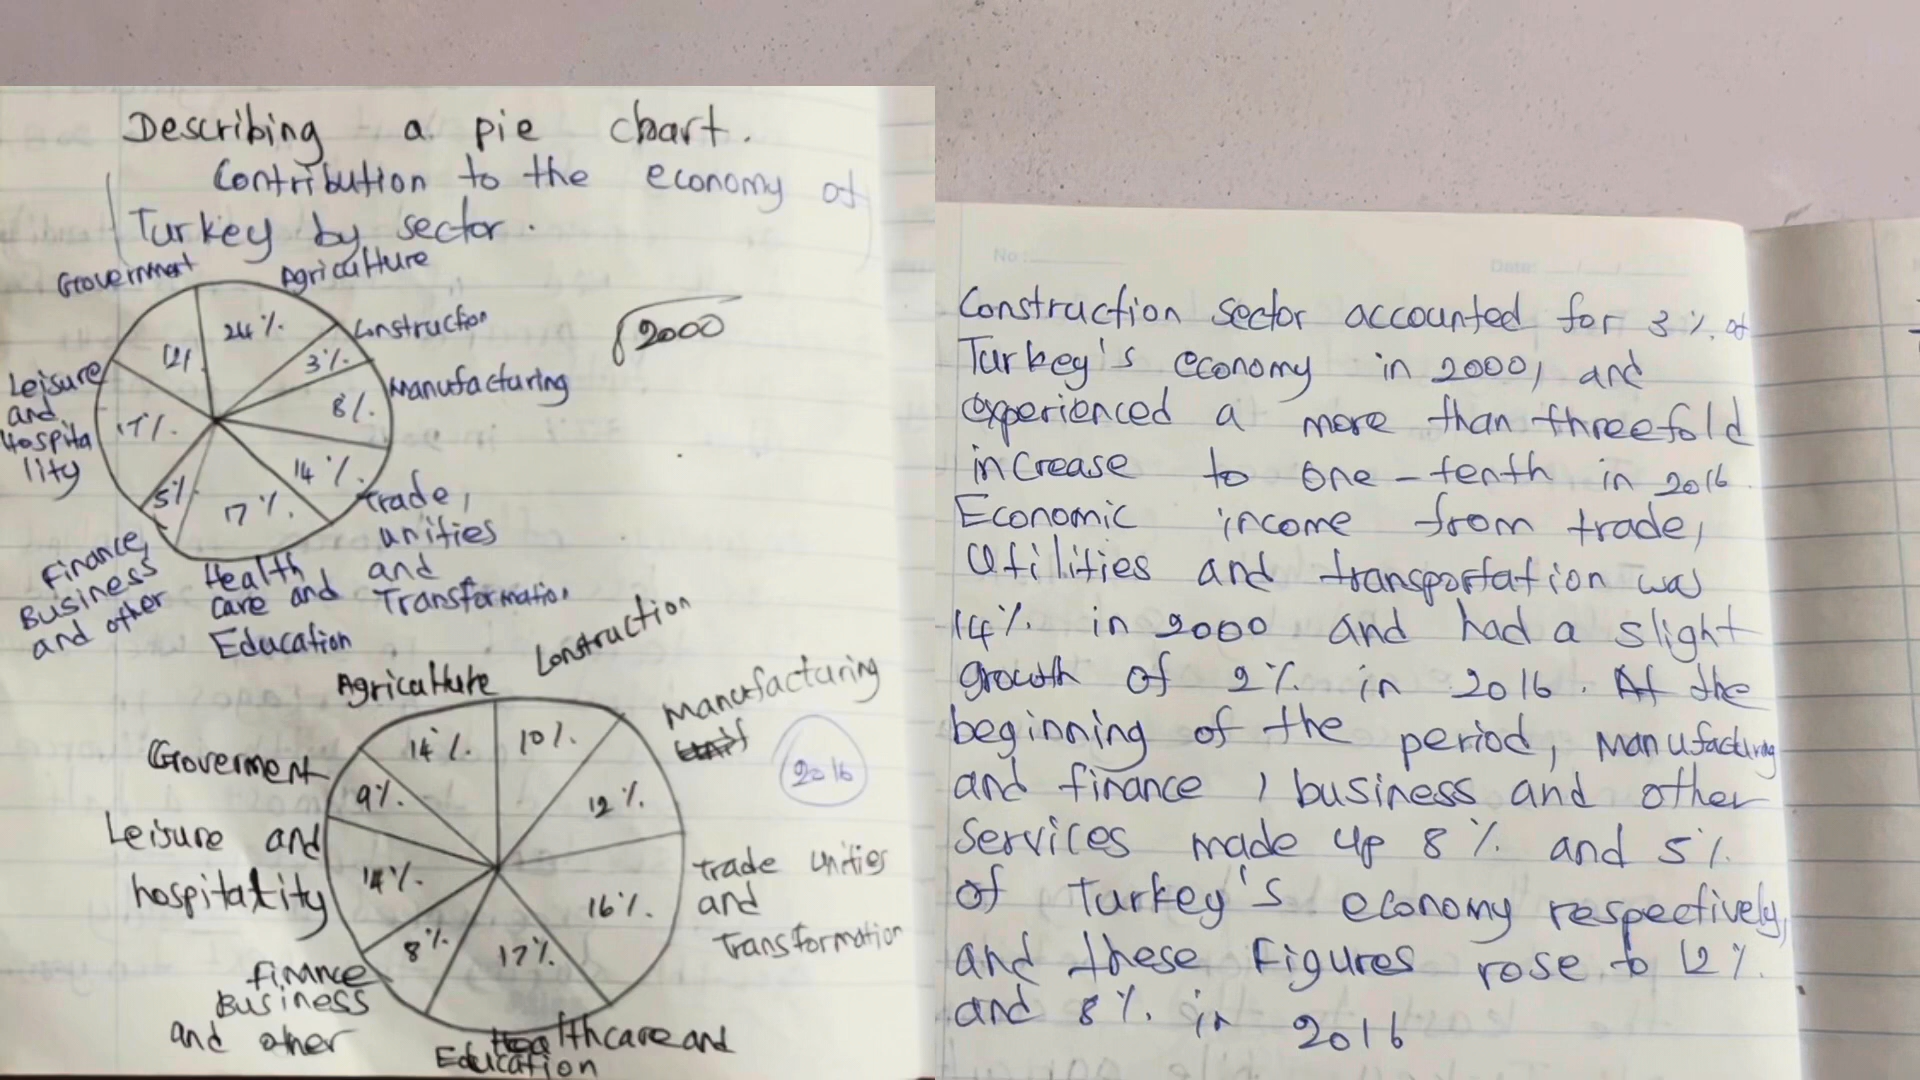 Describing a pie chart.
Contribution to the economy of
Turkey by sector.
Government
Agriculture
24%.
Construction
3%.
Manufacturing
8%.
12%
Leisure
and
Hospita
lity
17%.
14%.
5%.
17%.
Trade,
unities
and
Transformation
Finance,
Business
and other
Health
care and
Education
2000
Agriculture
Construction
Manufacturing
2016
Goverment
14%.
10%.
9%.
12%.
Leisure and
hospitality
14%.
8%.
17%.
16%.
Trade unities
and
Transformation
Finance
Business
and other
Healthcare and
Education
No:
Date:
Construction sector accounted for 3%. of
Turkey's economy in 2000, and
experienced a more than threefold
increase to one-tenth in 2016.
Economic income from trade,
Utilities and transportation was
14%. in 2000 and had a slight
growth of 2%. in 2016. At the
beginning of the period, Manufacturing
and finance, business and other
Services made up 8%. and 5%.
of Turkey's economy respectively,
and these Figures rose to 12%.
and 8%. in 2016